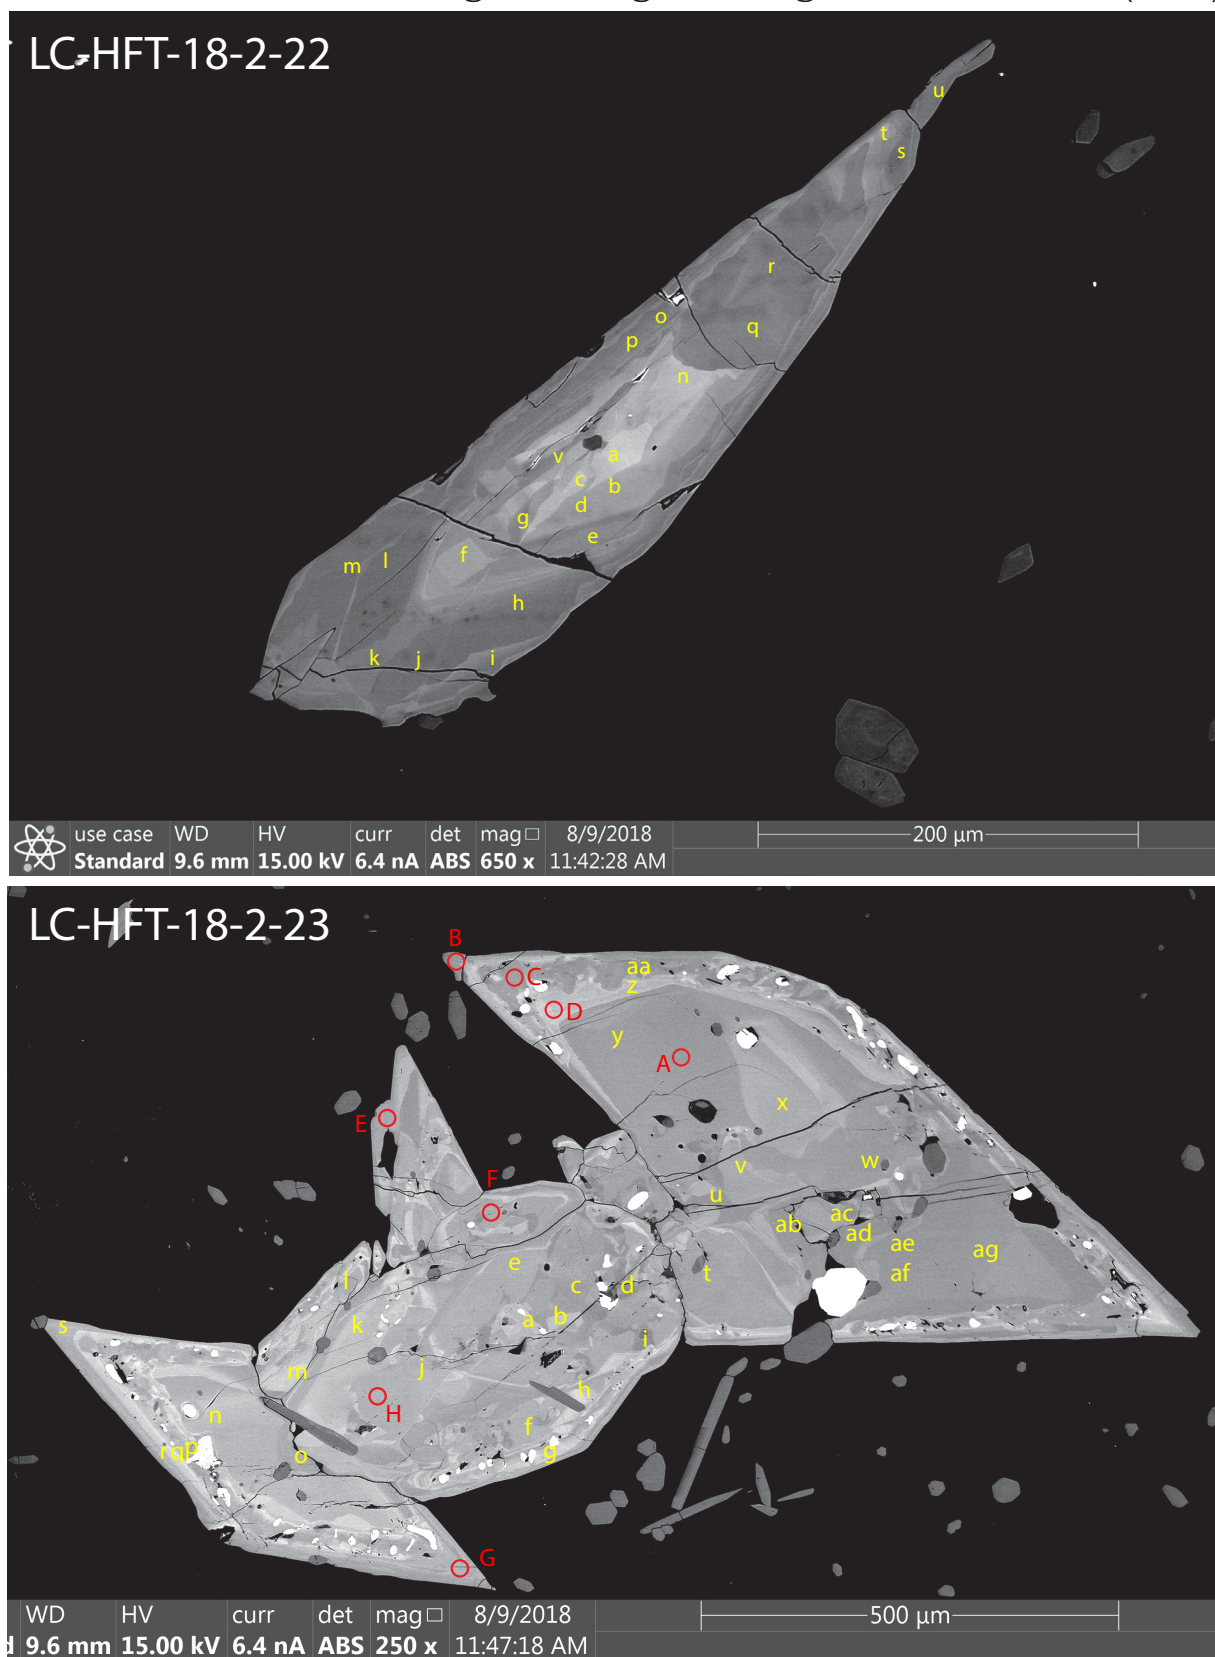 LC-HFT-18-2-22
u
t
s
r
o
q
p
n
v
a
c
b
d
g
e
f
l
m
h
k
j
i
use case WD HV curr det mag□ 8/9/2018 200 µm
Standard 9.6 mm 15.00 kV 6.4 nA ABS 650 x 11:42:28 AM
LC-HFT-18-2-23
B
aa
C
z
D
y
A
x
E
v
w
F
u
ac
ab
ad
ae
ag
e
t
af
l
c
d
a
b
s
k
i
j
m
h
H
n
f
rqp
g
o
G
WD HV curr det mag□ 8/9/2018 500 µm
d 9.6 mm 15.00 kV 6.4 nA ABS 250 x 11:47:18 AM